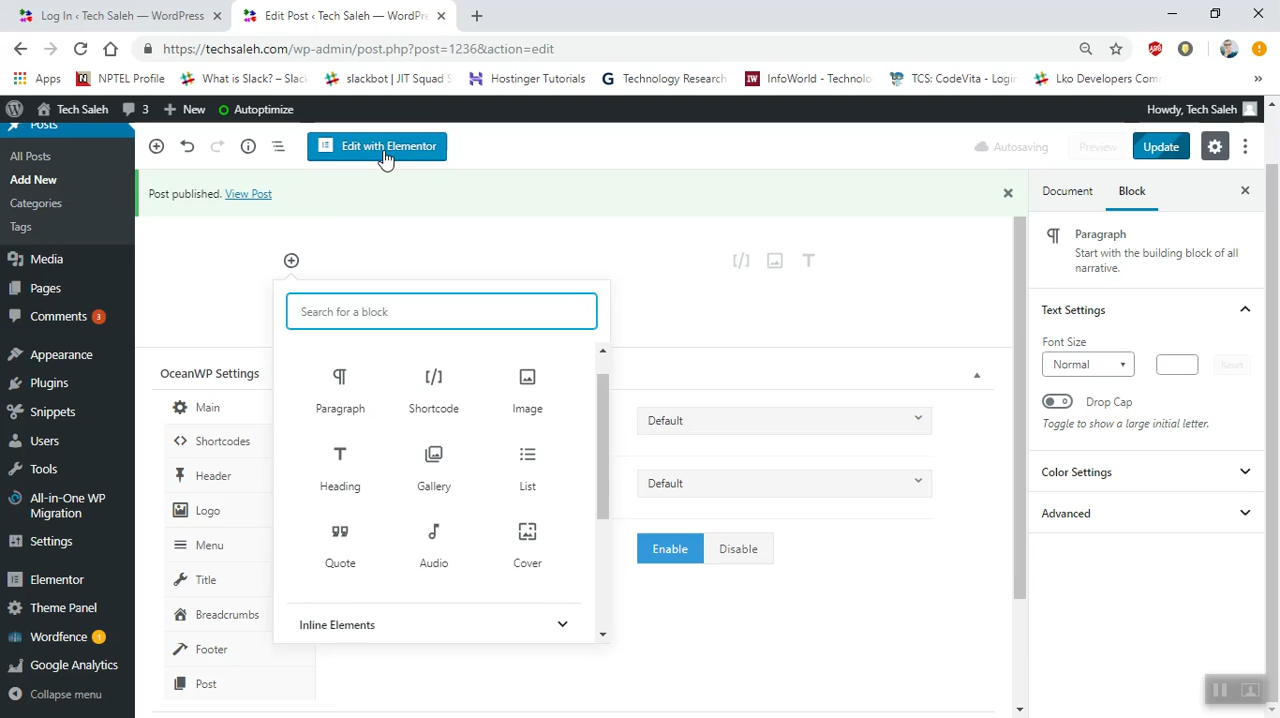 Log In ‹ Tech Saleh — WordPress
Edit Post ‹ Tech Saleh — WordPre
https://techsaleh.com/wp-admin/post.php?post=1236&action=edit
Apps
NPTEL Profile
What is Slack? – Slac
slackbot | JIT Squad S
Hostinger Tutorials
Technology Research
InfoWorld - Technolo
TCS: CodeVita - Login
Lko Developers Com
Tech Saleh
3
New
Autoptimize
Howdy, Tech Saleh
Posts
All Posts
Add New
Categories
Tags
Media
Pages
Comments 3
Appearance
Plugins
Snippets
Users
Tools
All-in-One WP
Migration
Settings
Elementor
Theme Panel
Wordfence 1
Google Analytics
Collapse menu
Edit with Elementor
Autosaving
Preview
Update
Post published. View Post
Search for a block
Paragraph
Shortcode
Image
Heading
Gallery
List
Quote
Audio
Cover
Inline Elements
OceanWP Settings
Main
Shortcodes
Header
Logo
Menu
Title
Breadcrumbs
Footer
Post
Default
Default
Enable
Disable
Document
Block
Paragraph
Start with the building block of all
narrative.
Text Settings
Font Size
Normal
Reset
Drop Cap
Toggle to show a large initial letter.
Color Settings
Advanced